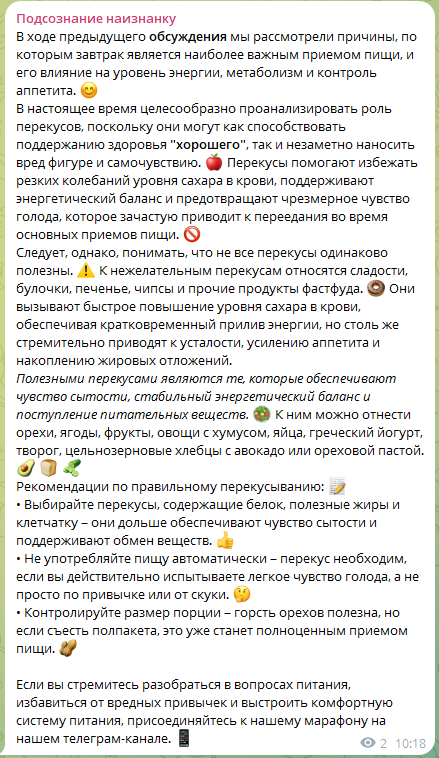 Подсознание наизнанку
В ходе предыдущего обсуждения мы рассмотрели причины, по
которым завтрак является наиболее важным приемом пищи, и
его влияние на уровень энергии, метаболизм и контроль
аппетита. 😊
В настоящее время целесообразно проанализировать роль
перекусов, поскольку они могут как способствовать
поддержанию здоровья "хорошего", так и незаметно наносить
вред фигуре и самочувствию. 🍎 Перекусы помогают избежать
резких колебаний уровня сахара в крови, поддерживают
энергетический баланс и предотвращают чрезмерное чувство
голода, которое зачастую приводит к перееданию во время
основных приемов пищи. 🚫
Следует, однако, понимать, что не все перекусы одинаково
полезны. ⚠️ К нежелательным перекусам относятся сладости,
булочки, печенье, чипсы и прочие продукты фастфуда. 🍩 Они
вызывают быстрое повышение уровня сахара в крови,
обеспечивая кратковременный прилив энергии, но столь же
стремительно приводят к усталости, усилению аппетита и
накоплению жировых отложений.
Полезными перекусами являются те, которые обеспечивают
чувство сытости, стабильный энергетический баланс и
поступление питательных веществ. 🥗 К ним можно отнести
орехи, ягоды, фрукты, овощи с хумусом, яйца, греческий йогурт,
творог, цельнозерновые хлебцы с авокадо или ореховой пастой.
🥑 🍞 🥒
Рекомендации по правильному перекусыванию: 📝
• Выбирайте перекусы, содержащие белок, полезные жиры и
клетчатку – они дольше обеспечивают чувство сытости и
поддерживают обмен веществ. 👍
• Не употребляйте пищу автоматически – перекус необходим,
если вы действительно испытываете легкое чувство голода, а не
просто по привычке или от скуки. 🤔
• Контролируйте размер порции – горсть орехов полезна, но
если съесть полпакета, это уже станет полноценным приемом
пищи. 🥜
Если вы стремитесь разобраться в вопросах питания,
избавиться от вредных привычек и выстроить комфортную
систему питания, присоединяйтесь к нашему марафону на
нашем телеграм-канале. 📱
2 10:18